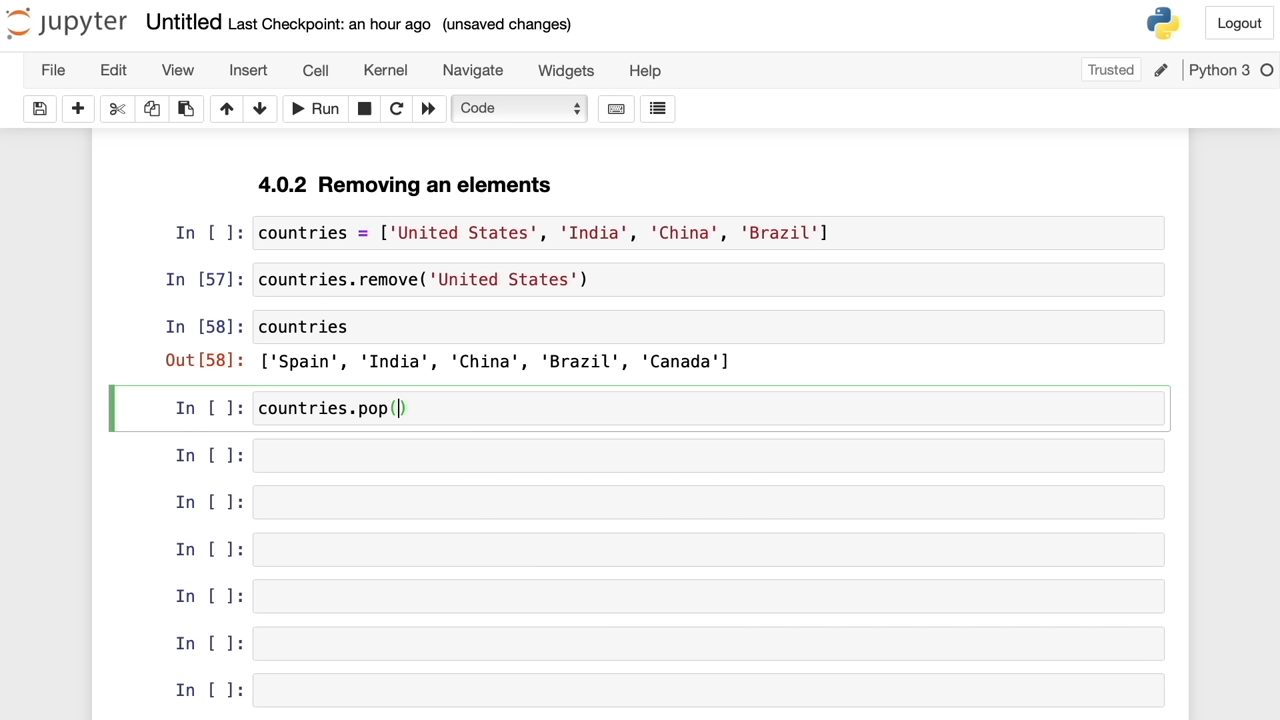 jupyter Untitled Last Checkpoint: an hour ago (unsaved changes) Logout
File Edit View Insert Cell Kernel Navigate Widgets Help Trusted Python 3
Run Code
4.0.2 Removing an elements
In [ ]: countries = ['United States', 'India', 'China', 'Brazil']
In [57]: countries.remove('United States')
In [58]: countries
Out[58]: ['Spain', 'India', 'China', 'Brazil', 'Canada']
In [ ]: countries.pop()
In [ ]:
In [ ]:
In [ ]:
In [ ]:
In [ ]:
In [ ]: